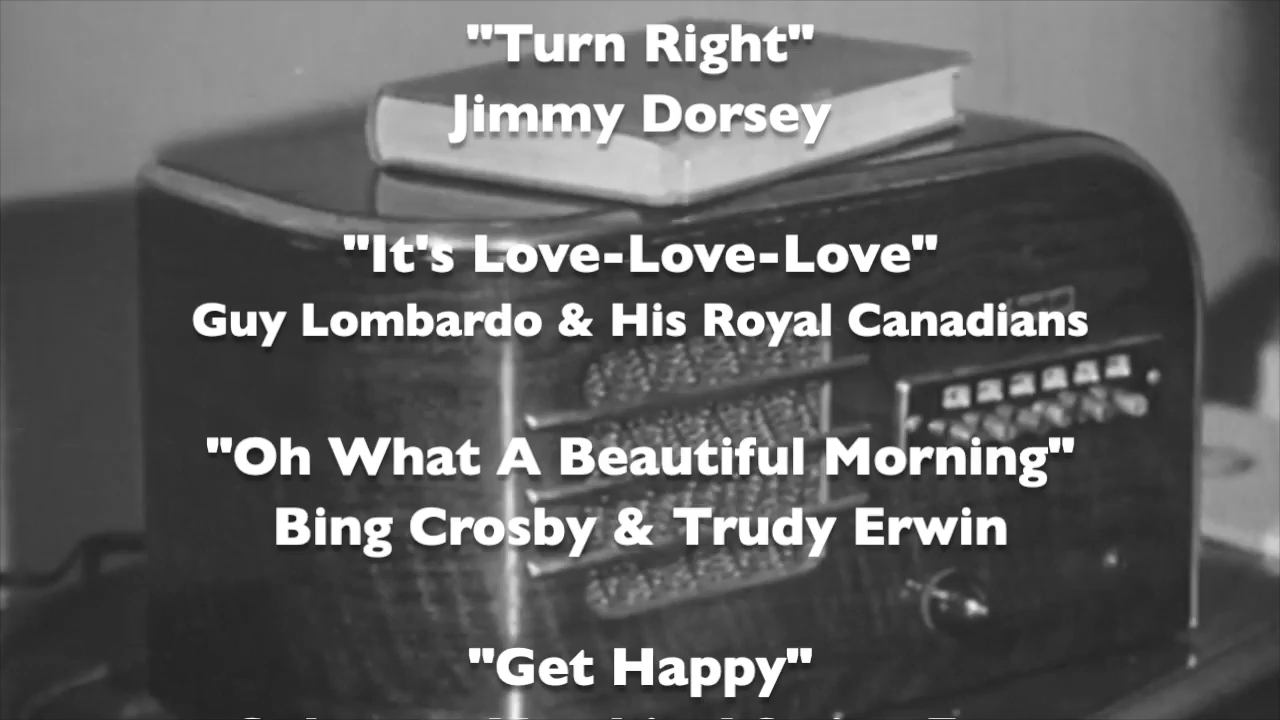 "Turn Right"
Jimmy Dorsey
"It's Love-Love-Love"
Guy Lombardo & His Royal Canadians
"Oh What A Beautiful Morning"
Bing Crosby & Trudy Erwin
"Get Happy"